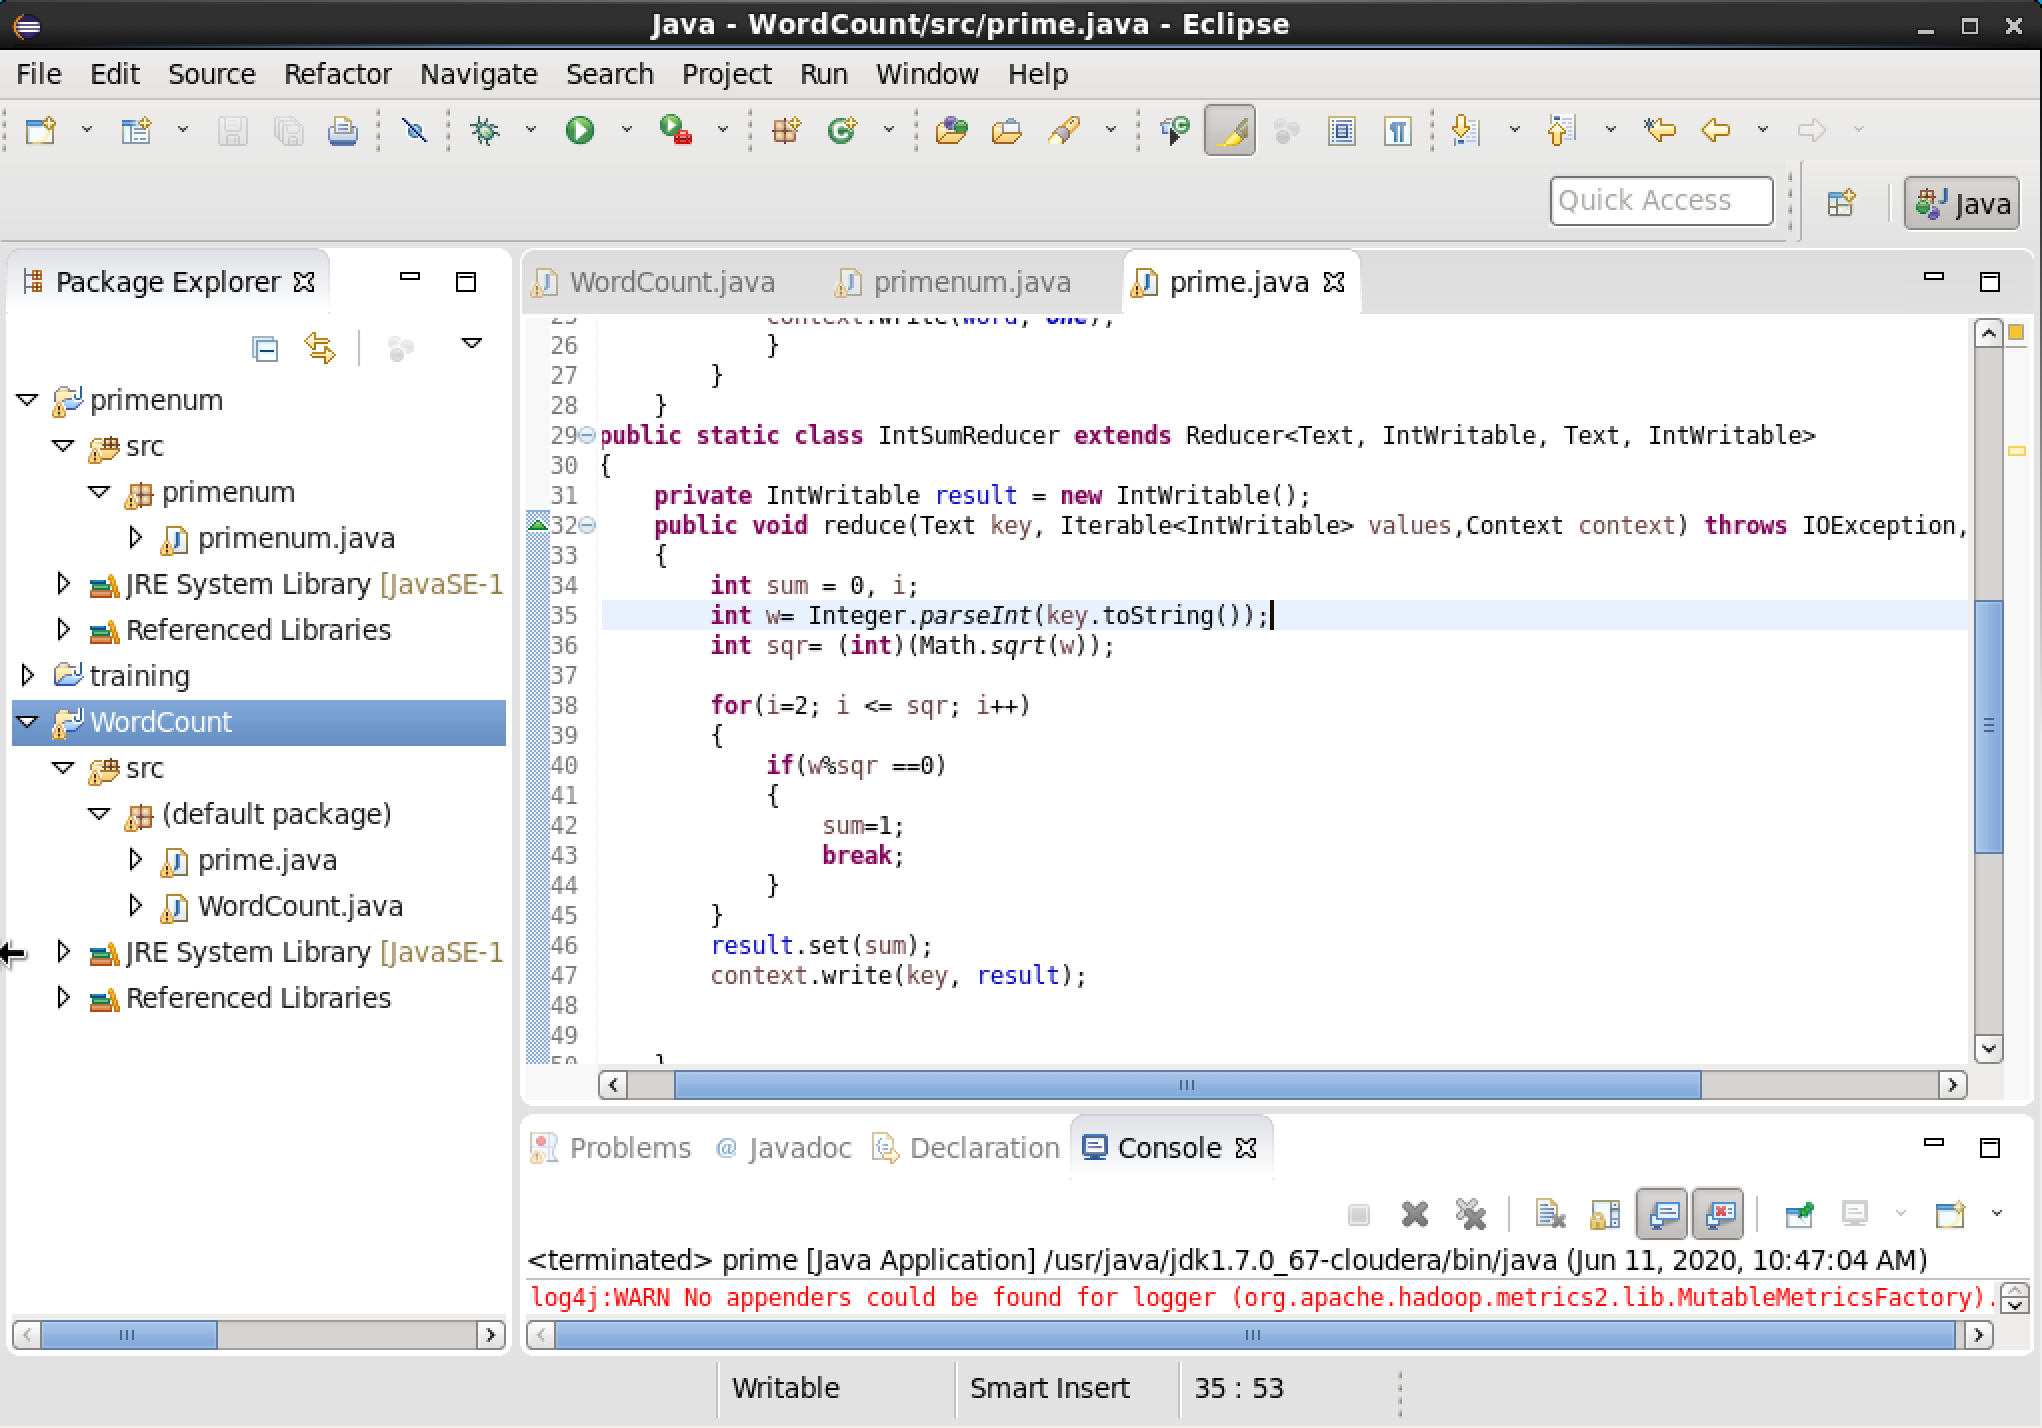 Java - WordCount/src/prime.java - Eclipse
File Edit Source Refactor Navigate Search Project Run Window Help
Quick Access
Java
Package Explorer
primenum
src
primenum
primenum.java
JRE System Library [JavaSE-1
Referenced Libraries
training
WordCount
src
(default package)
prime.java
WordCount.java
JRE System Library [JavaSE-1
Referenced Libraries
WordCount.java primenum.java prime.java
25 context.write(word, one);
26 }
27 }
28 }
29 public static class IntSumReducer extends Reducer<Text, IntWritable, Text, IntWritable>
30 {
31 private IntWritable result = new IntWritable();
32 public void reduce(Text key, Iterable<IntWritable> values,Context context) throws IOException,
33 {
34 int sum = 0, i;
35 int w= Integer.parseInt(key.toString());
36 int sqr= (int)(Math.sqrt(w));
37
38 for(i=2; i <= sqr; i++)
39 {
40 if(w%sqr ==0)
41 {
42 sum=1;
43 break;
44 }
45 }
46 result.set(sum);
47 context.write(key, result);
48
49
50 }
Problems @ Javadoc Declaration Console
<terminated> prime [Java Application] /usr/java/jdk1.7.0_67-cloudera/bin/java (Jun 11, 2020, 10:47:04 AM)
log4j:WARN No appenders could be found for logger (org.apache.hadoop.metrics2.lib.MutableMetricsFactory).
Writable Smart Insert 35 : 53